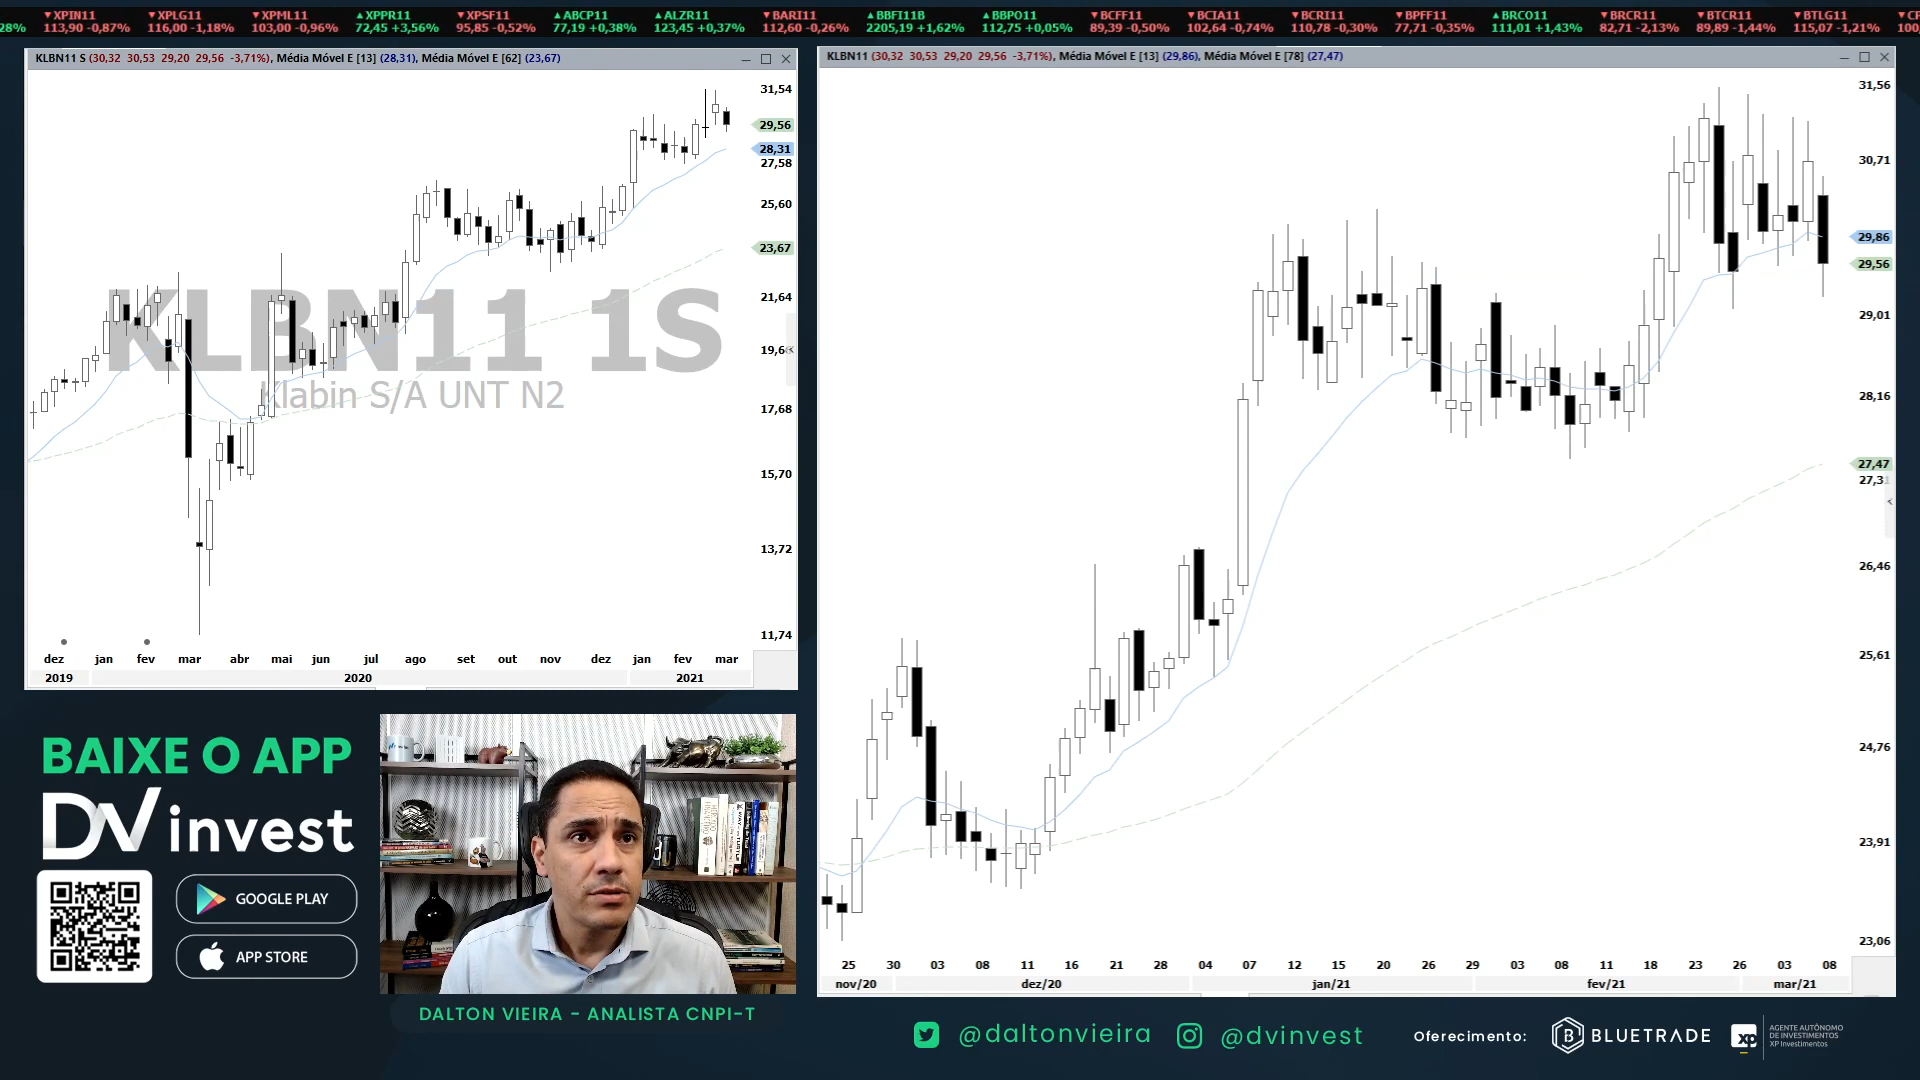 28% ▼XPIN11 113,90 -0,87% ▼XPLG11 116,00 -1,18% ▼XPML11 103,00 -0,96% ▲XPPR11 72,45 +3,56% ▼XPSF11 95,85 -0,52% ▲ABCP11 77,19 +0,38% ▲ALZR11 123,45 +0,37% ▼BARI11 112,60 -0,26% ▲BBFI11B 2205,19 +1,62% ▲BBPO11 112,75 +0,05% ▼BCFF11 89,39 -0,50% ▼BCIA11 102,64 -0,74% ▼BCRI11 110,78 -0,30% ▼BPFF11 77,71 -0,35% ▲BRCO11 111,01 +1,43% ▼BRCR11 82,71 -2,13% ▼BTCR11 89,89 -1,44% ▼BTLG11 115,07 -1,21% ▼CP 100,
KLBN11 S (30,32 30,53 29,20 29,56 -3,71%), Média Móvel E [13] (28,31), Média Móvel E [62] (23,67)
31,54
29,56
28,31
27,58
25,60
23,67
21,64
19,6
17,68
15,70
13,72
11,74
KLBN11 1S
Klabin S/A UNT N2
dez jan fev mar abr mai jun jul ago set out nov dez jan fev mar
2019 2020 2021
KLBN11 (30,32 30,53 29,20 29,56 -3,71%), Média Móvel E [13] (29,86), Média Móvel E [78] (27,47)
31,56
30,71
29,86
29,56
29,01
28,16
27,47
27,31
26,46
25,61
24,76
23,91
23,06
25 30 03 08 11 16 21 28 04 07 12 15 20 26 29 03 08 11 18 23 26 03 08
nov/20 dez/20 jan/21 fev/21 mar/21
BAIXE O APP
DV invest
GOOGLE PLAY
APP STORE
DALTON VIEIRA - ANALISTA CNPI-T
@daltonvieira @dvinvest
Oferecimento:
BLUETRADE
xp
AGENTE AUTÔNOMO
DE INVESTIMENTOS
XP Investimentos